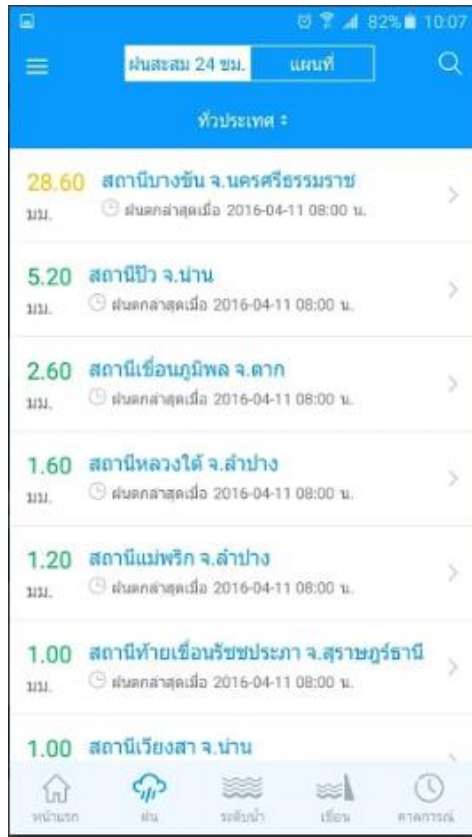 82% 10:07
ฝนสะสม 24 ชม. แผนที่
ทั่วประเทศ
28.60 สถานีบางขัน จ.นครศรีธรรมราช
มม. ฝนตกล่าสุดเมื่อ 2016-04-11 08:00 น.
5.20 สถานีปัว จ.น่าน
มม. ฝนตกล่าสุดเมื่อ 2016-04-11 08:00 น.
2.60 สถานีเขื่อนภูมิพล จ.ตาก
มม. ฝนตกล่าสุดเมื่อ 2016-04-11 08:00 น.
1.60 สถานีหลวงใต้ จ.ลำปาง
มม. ฝนตกล่าสุดเมื่อ 2016-04-11 08:00 น.
1.20 สถานีแม่พริก จ.ลำปาง
มม. ฝนตกล่าสุดเมื่อ 2016-04-11 08:00 น.
1.00 สถานีท้ายเขื่อนรัชชประภา จ.สุราษฎร์ธานี
มม. ฝนตกล่าสุดเมื่อ 2016-04-11 08:00 น.
1.00 สถานีเวียงสา จ.น่าน
หน้าแรก ฝน ระดับน้ำ เขื่อน คาดการณ์